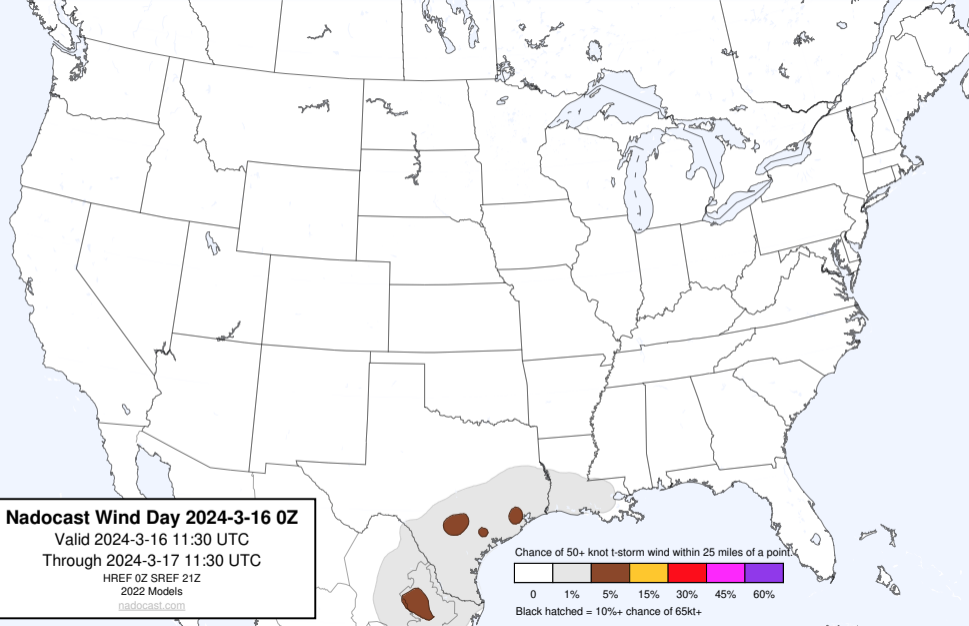 Nadocast Wind Day 2024-3-16 0Z
Valid 2024-3-16 11:30 UTC
Through 2024-3-17 11:30 UTC
HREF 0Z SREF 21Z
2022 Models
nadocast.com
Chance of 50+ knot t-storm wind within 25 miles of a point.
0 1% 5% 15% 30% 45% 60%
Black hatched = 10%+ chance of 65kt+